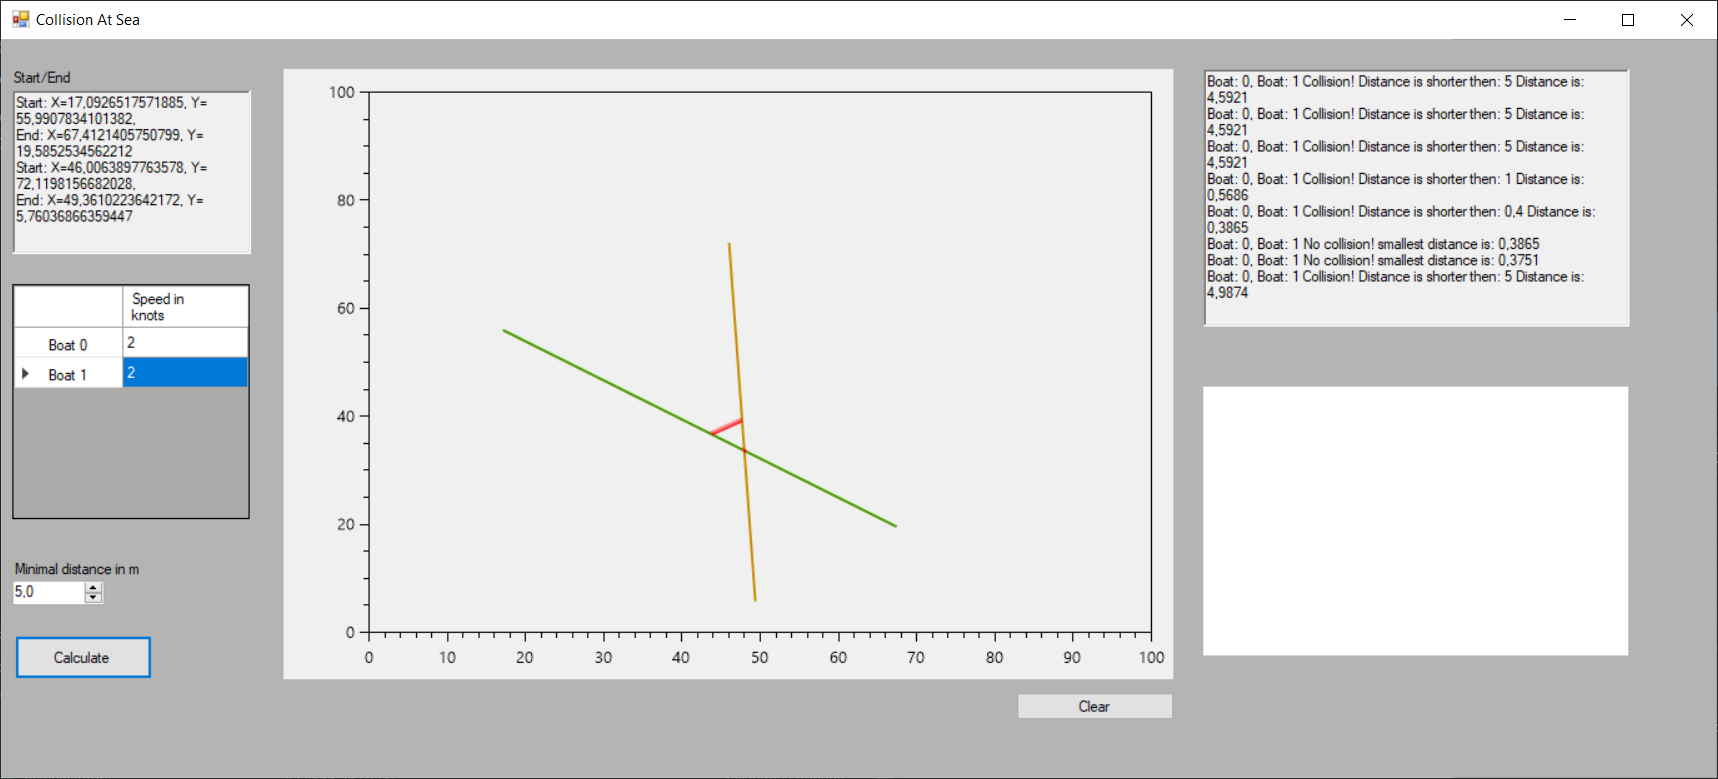 Collision At Sea
Start/End
Start: X=17,0926517571885, Y=
55,9907834101382,
End: X=67,4121405750799, Y=
19,5852534562212
Start: X=46,0063897763578, Y=
72,1198156682028,
End: X=49,3610223642172, Y=
5,76036866359447
Speed in
knots
Boat 0 2
Boat 1 2
Minimal distance in m
5,0
Calculate
100
80
60
40
20
0
0 10 20 30 40 50 60 70 80 90 100
Clear
Boat: 0, Boat: 1 Collision! Distance is shorter then: 5 Distance is:
4,5921
Boat: 0, Boat: 1 Collision! Distance is shorter then: 5 Distance is:
4,5921
Boat: 0, Boat: 1 Collision! Distance is shorter then: 5 Distance is:
4,5921
Boat: 0, Boat: 1 Collision! Distance is shorter then: 1 Distance is:
0,5686
Boat: 0, Boat: 1 Collision! Distance is shorter then: 0,4 Distance is:
0,3865
Boat: 0, Boat: 1 No collision! smallest distance is: 0,3865
Boat: 0, Boat: 1 No collision! smallest distance is: 0,3751
Boat: 0, Boat: 1 Collision! Distance is shorter then: 5 Distance is:
4,9874